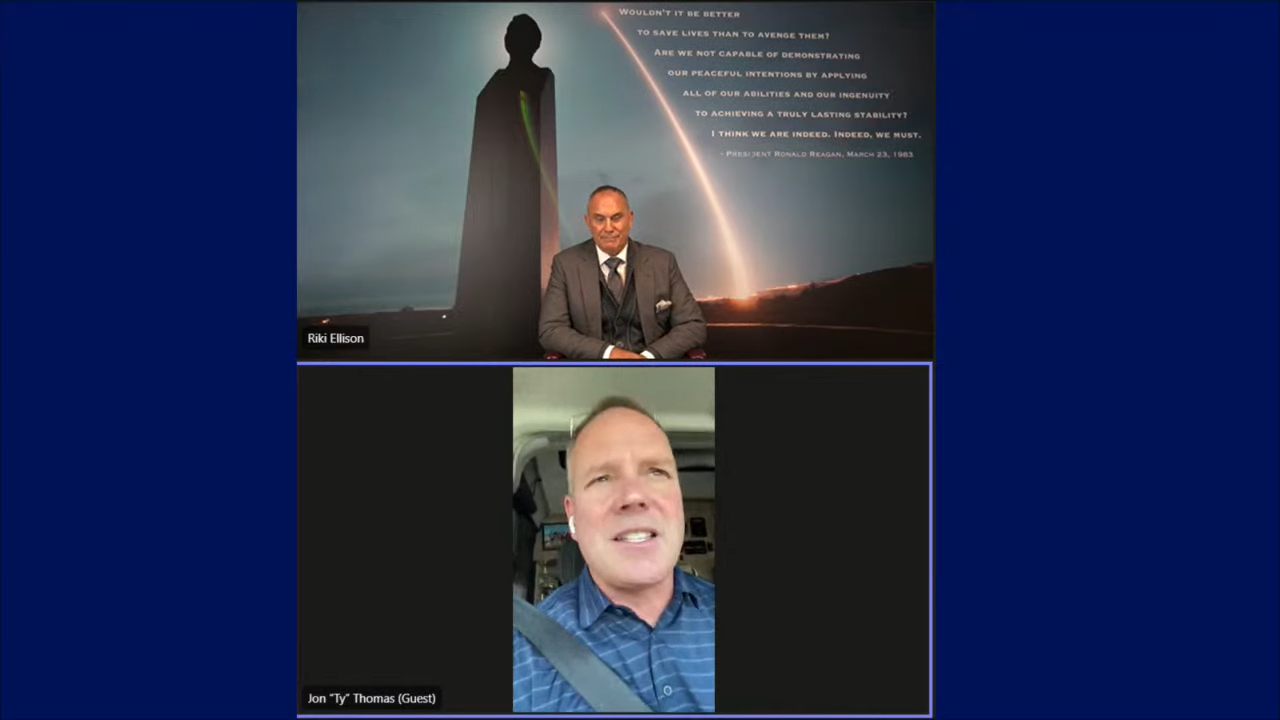 WOULDN'T IT BE BETTER
TO SAVE LIVES THAN TO AVENGE THEM?
ARE WE NOT CAPABLE OF DEMONSTRATING
OUR PEACEFUL INTENTIONS BY APPLYING
ALL OF OUR ABILITIES AND OUR INGENUITY
TO ACHIEVING A TRULY LASTING STABILITY?
I THINK WE ARE INDEED. INDEED, WE MUST.
- PRESIDENT RONALD REAGAN, MARCH 23, 1983
Riki Ellison
Jon "Ty" Thomas (Guest)